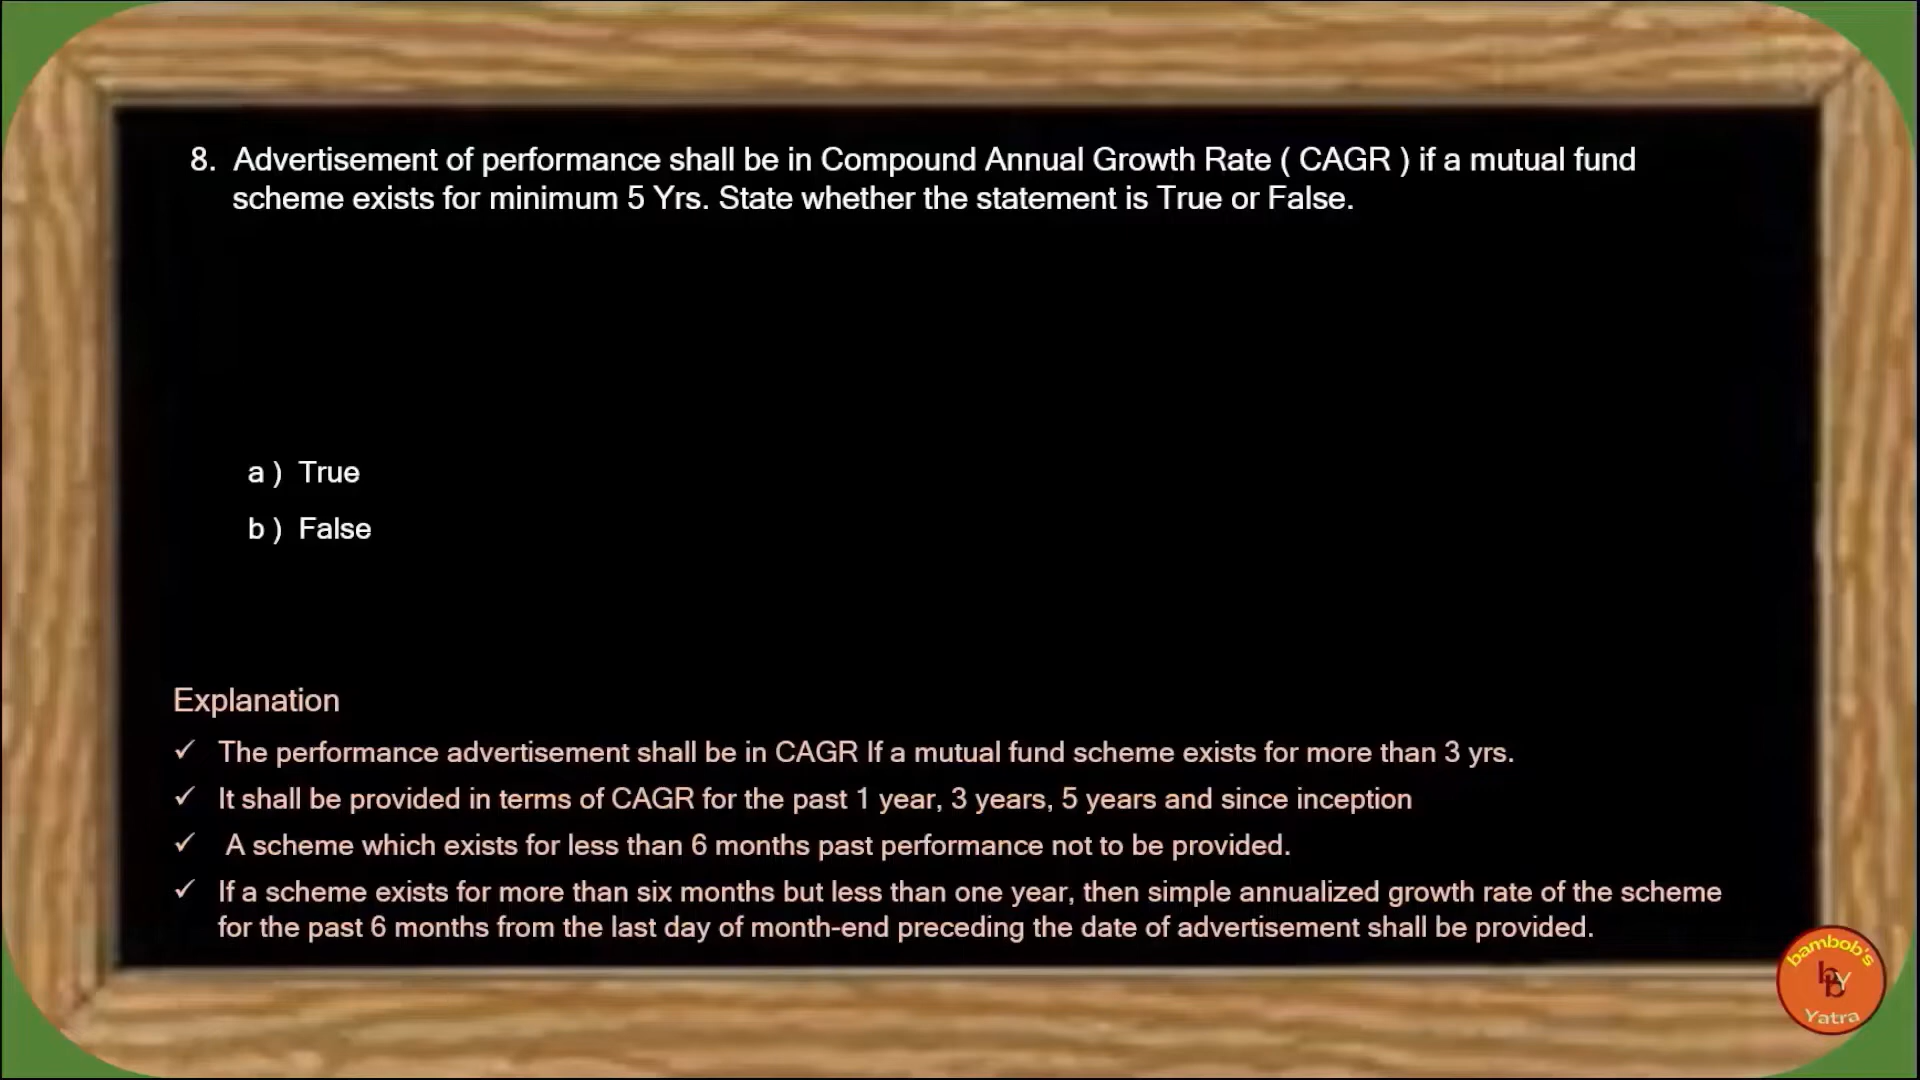 8. Advertisement of performance shall be in Compound Annual Growth Rate ( CAGR ) if a mutual fund
scheme exists for minimum 5 Yrs. State whether the statement is True or False.
a ) True
b ) False
Explanation
✓ The performance advertisement shall be in CAGR If a mutual fund scheme exists for more than 3 yrs.
✓ It shall be provided in terms of CAGR for the past 1 year, 3 years, 5 years and since inception
✓ A scheme which exists for less than 6 months past performance not to be provided.
✓ If a scheme exists for more than six months but less than one year, then simple annualized growth rate of the scheme
for the past 6 months from the last day of month-end preceding the date of advertisement shall be provided.
bambob's
bby
Yatra